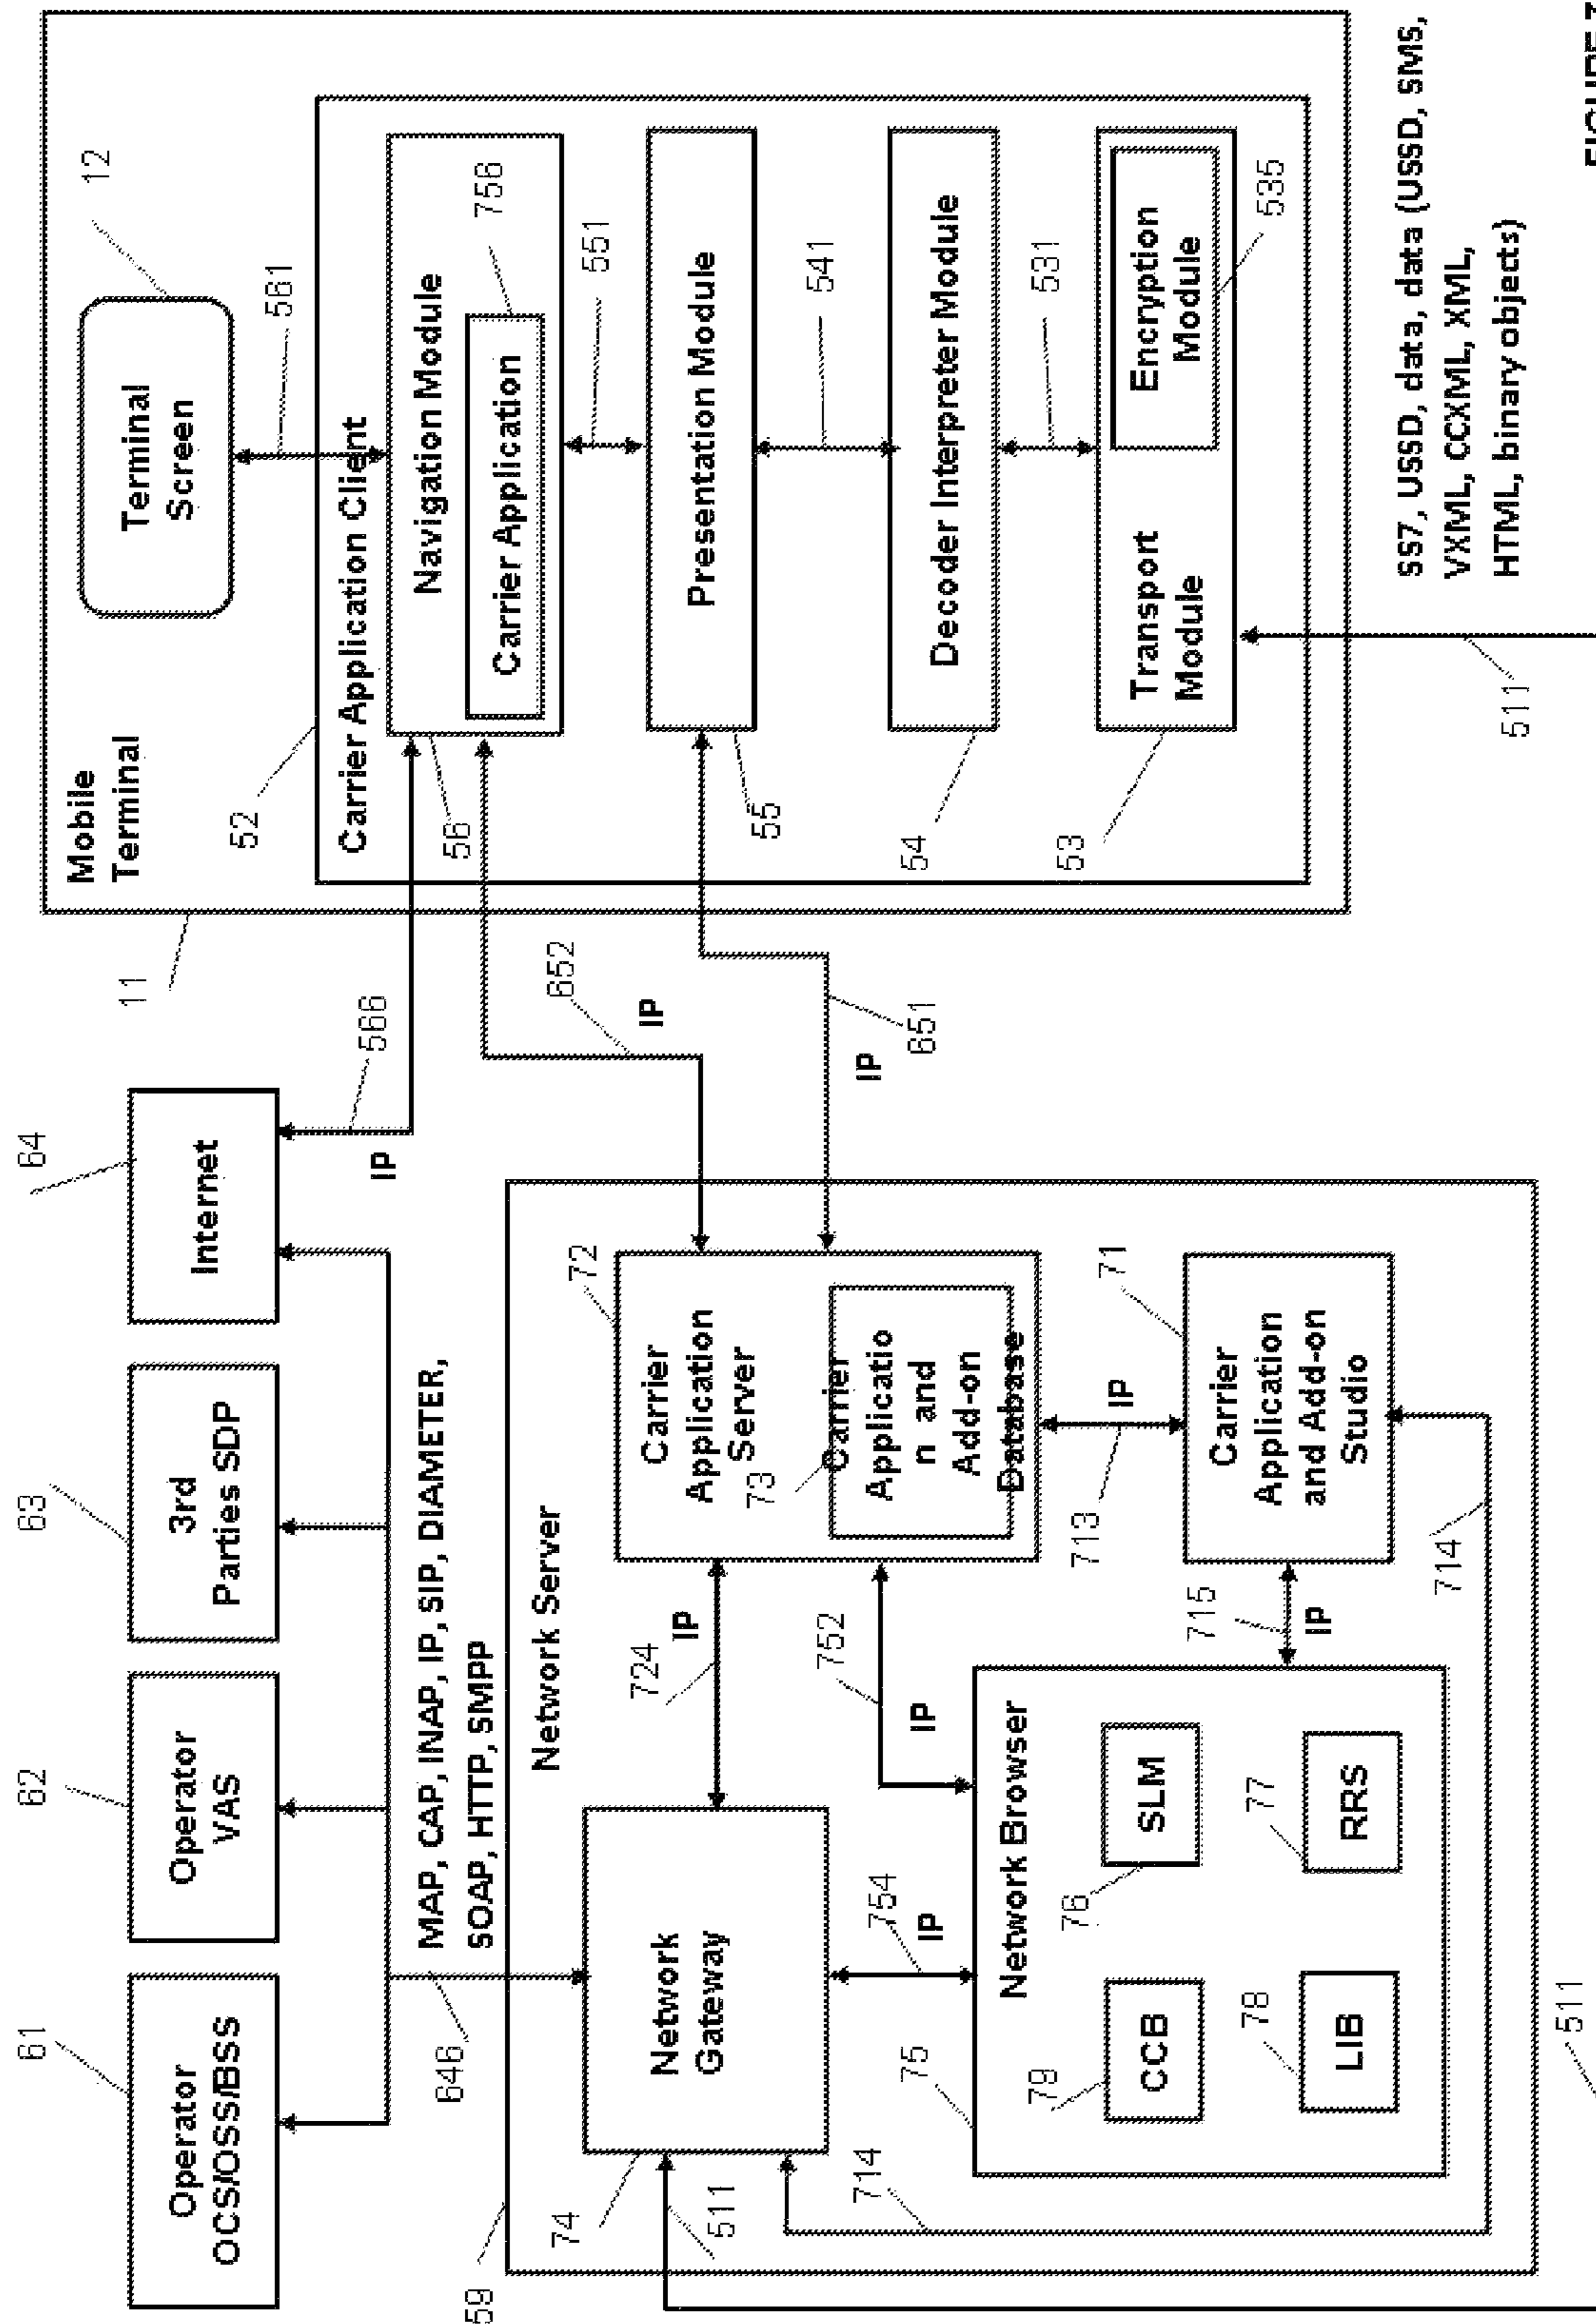 61
62
63
64
Operator
OCS/OSS/BSS
Operator
VAS
3rd
Parties SDP
Internet
IP
566
11
Mobile
Terminal
Terminal
Screen
12
561
52
Carrier Application Client
56
Navigation Module
Carrier Application
756
551
55
Presentation Module
541
54
Decoder Interpreter Module
531
53
Transport
Module
Encryption
Module
535
646
MAP, CAP, INAP, IP, SIP, DIAMETER,
SOAP, HTTP, SMPP
652
IP
IP
651
59
Network Server
74
Network
Gateway
511
724
IP
72
Carrier
Application
Server
73
Carrier
Applicatio
n and
Add-on
Database
752
IP
754
IP
714
75
Network Browser
79
CCB
76
SLM
78
LIB
77
RRS
713
IP
71
Carrier
Application
and Add-on
Studio
715
IP
714
511
511
SS7, USSD, data, data (USSD, SMS,
VXML, CCXML, XML,
HTML, binary objects)
FIGURE 7